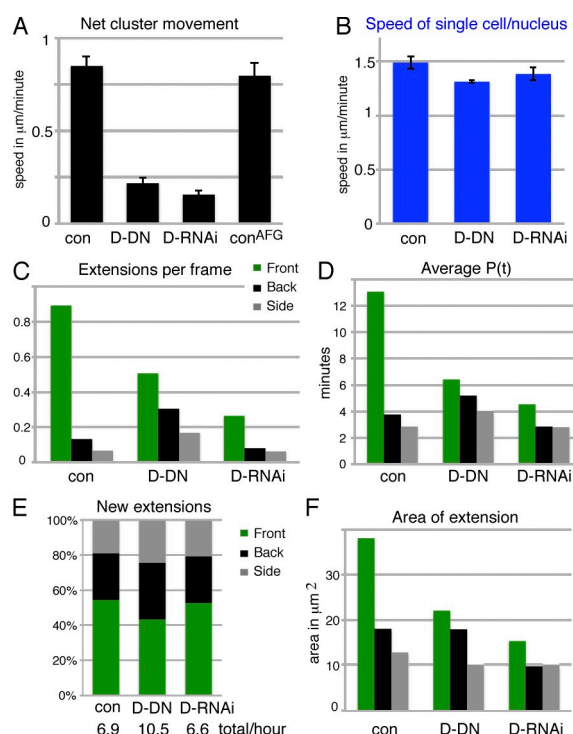 A
Net cluster movement
speed in μm/minute
1
0.5
0
con
D-DN
D-RNAi
conAFG
B
Speed of single cell/nucleus
speed in μm/minute
1.5
1
0.5
0
con
D-DN
D-RNAi
C
Extensions per frame
Front
Back
Side
0.8
0.6
0.4
0.2
0
con
D-DN
D-RNAi
D
Average P(t)
minutes
12
10
8
6
4
2
0
con
D-DN
D-RNAi
E
New extensions
100%
80%
60%
40%
20%
0%
Front
Back
Side
con
D-DN
D-RNAi
6.9
10.5
6.6
total/hour
F
Area of extension
area in μm 2
30
20
10
0
con
D-DN
D-RNAi